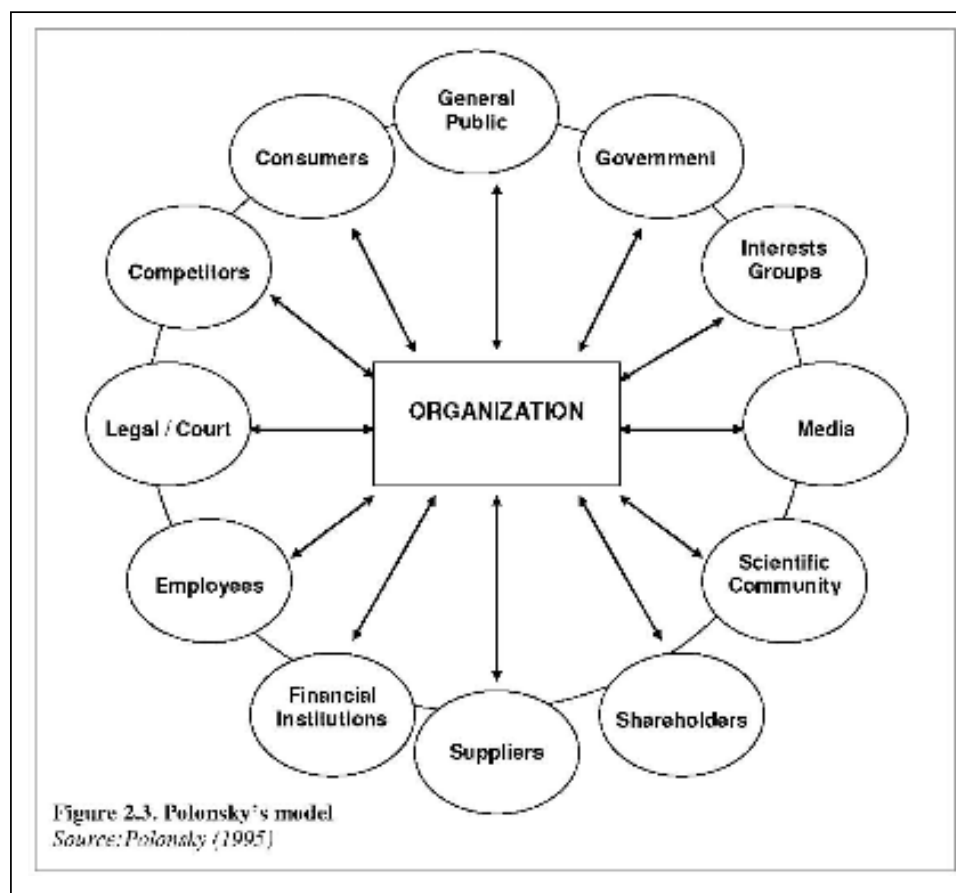 General
Public
Consumers
Government
Competitors
Interests
Groups
ORGANIZATION
Legal / Court
Media
Employees
Scientific
Community
Financial
Institutions
Suppliers
Shareholders
Figure 2.3. Polonsky's model
Source: Polonsky (1995)